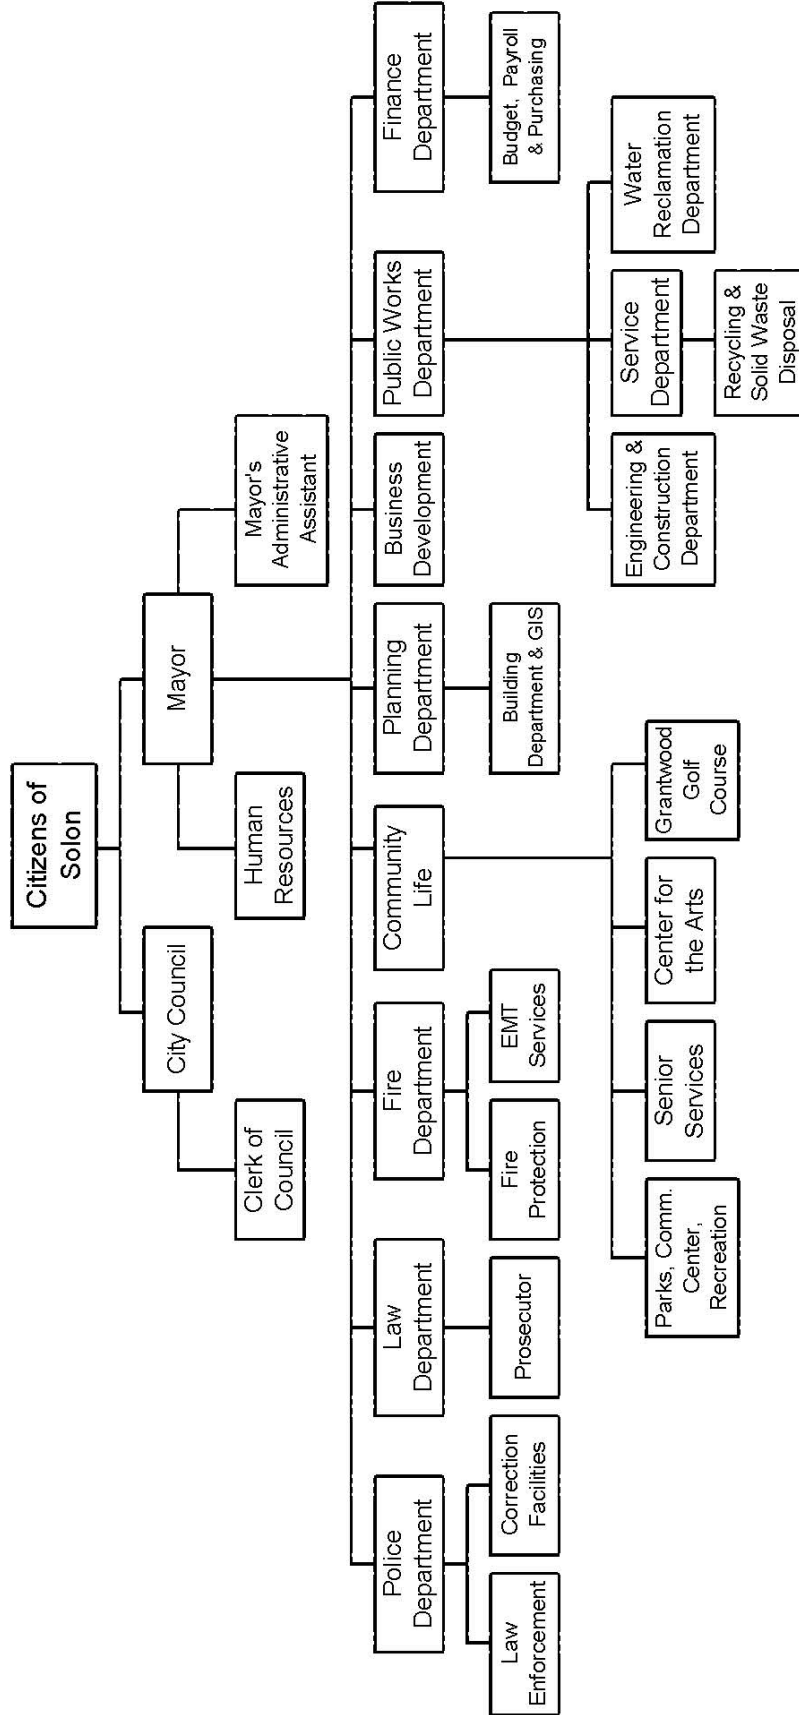 Citizens of
Solon
City Council
Mayor
Clerk of
Council
Human
Resources
Mayor's
Administrative
Assistant
Police
Department
Law
Department
Fire
Department
Community
Life
Planning
Department
Business
Development
Public Works
Department
Finance
Department
Law
Enforcement
Correction
Facilities
Prosecutor
Fire
Protection
EMT
Services
Building
Department & GIS
Budget, Payroll
& Purchasing
Parks, Comm.
Center,
Recreation
Senior
Services
Center for
the Arts
Grantwood
Golf
Course
Engineering &
Construction
Department
Service
Department
Water
Reclamation
Department
Recycling &
Solid Waste
Disposal